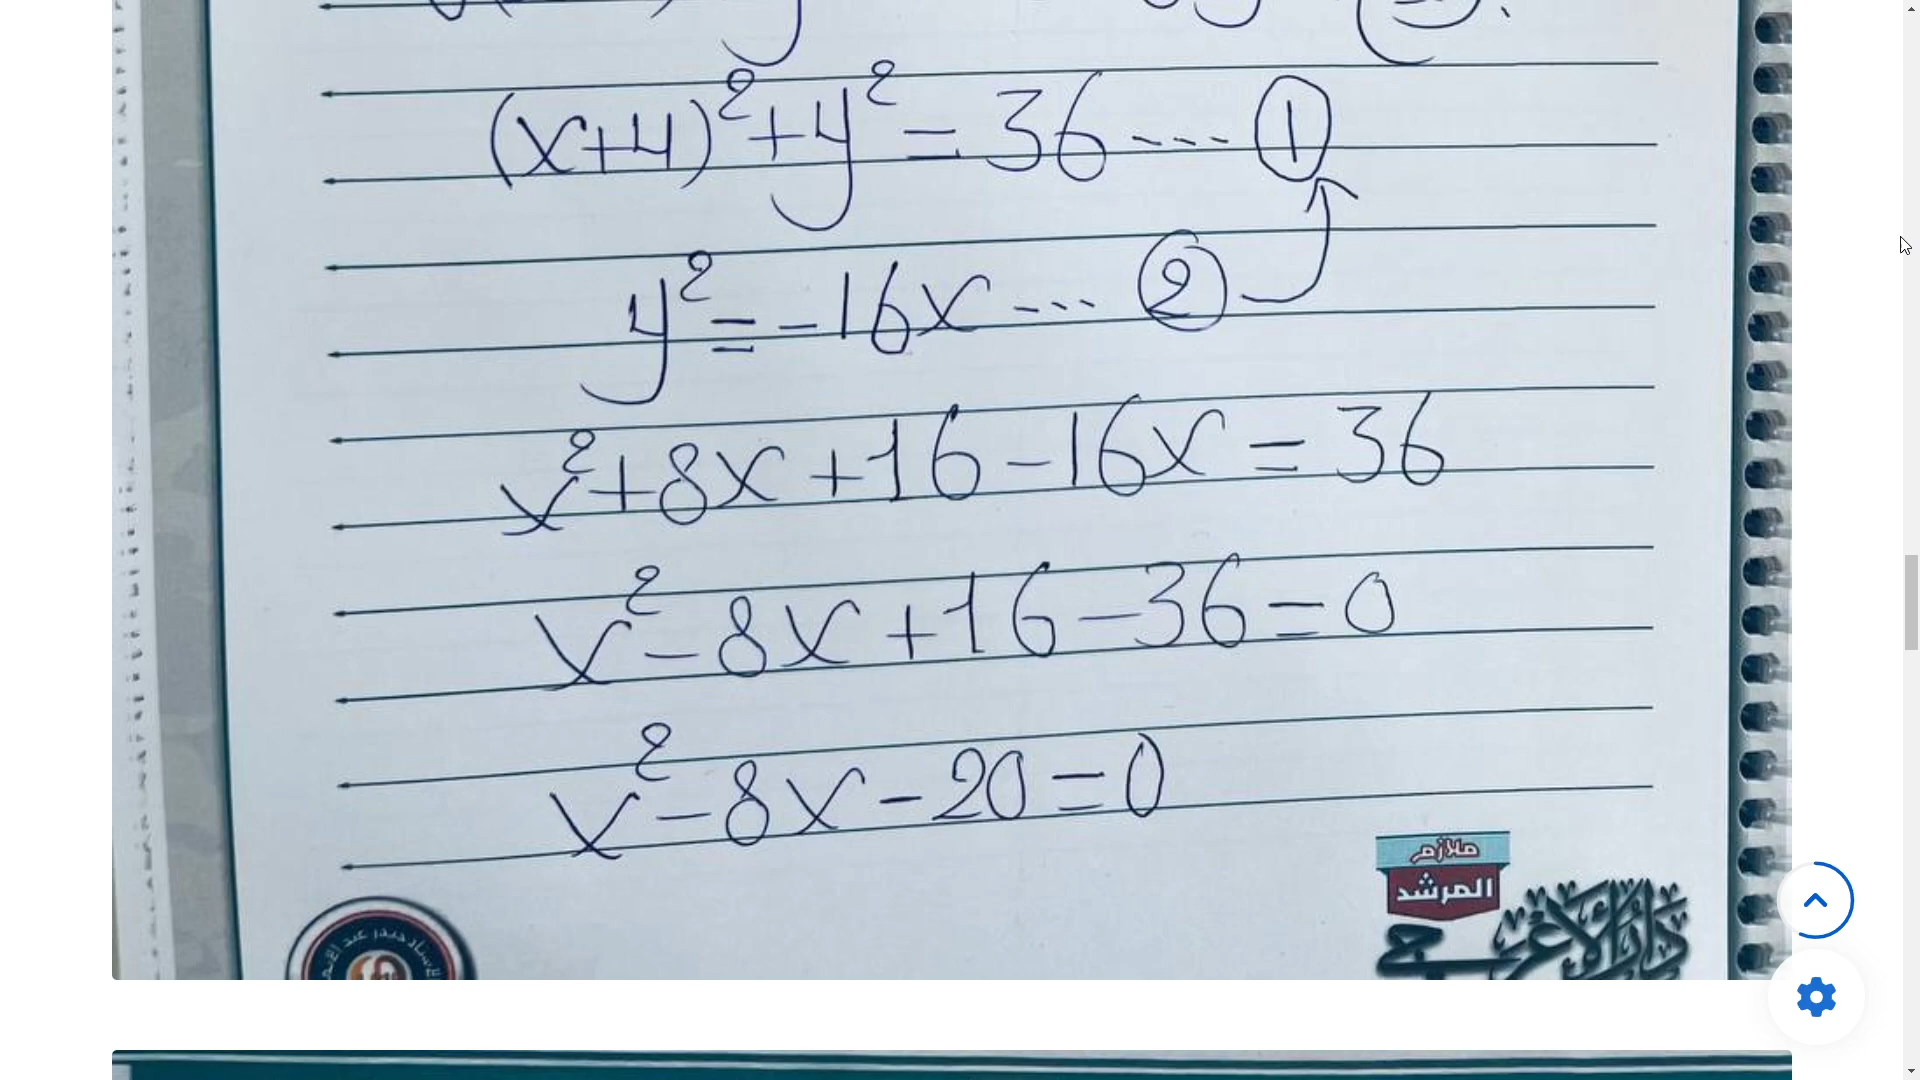 (x+4)²+y²=36 ---- ①
y²=-16x --- ②
x²+8x+16-16x=36
x²-8x+16-36=0
x²-8x-20=0
ملازم
المرشد